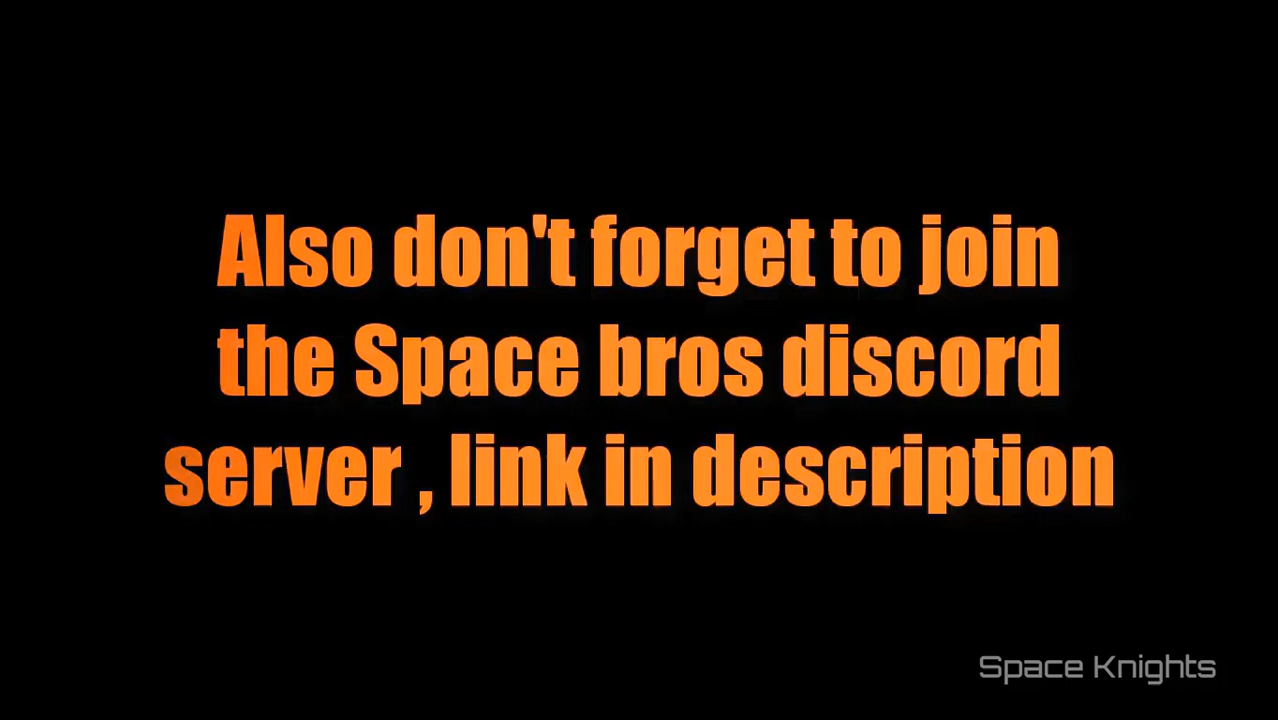 Also don't forget to join
the Space bros discord
server , link in description
Space Knights